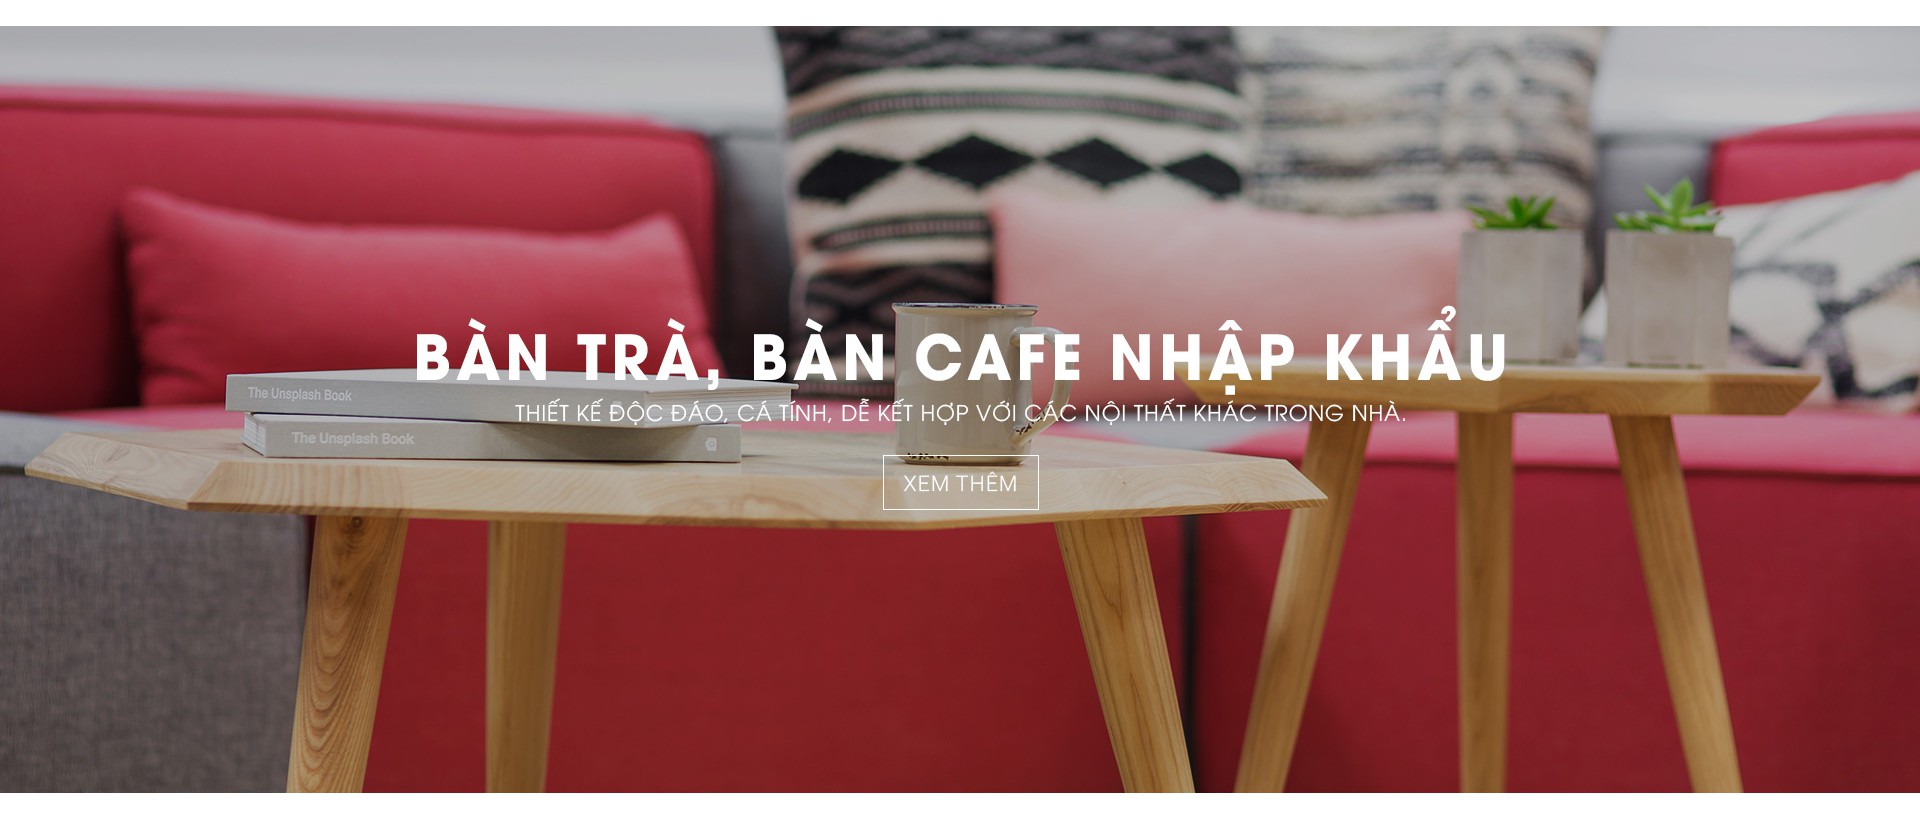 BÀN TRÀ, BÀN CAFE NHẬP KHẨU
The Unsplash Book
THIẾT KẾ ĐỘC ĐÁO, CÁ TÍNH, DỄ KẾT HỢP VỚI CÁC NỘI THẤT KHÁC TRONG NHÀ.
The Unsplash Book
XEM THÊM